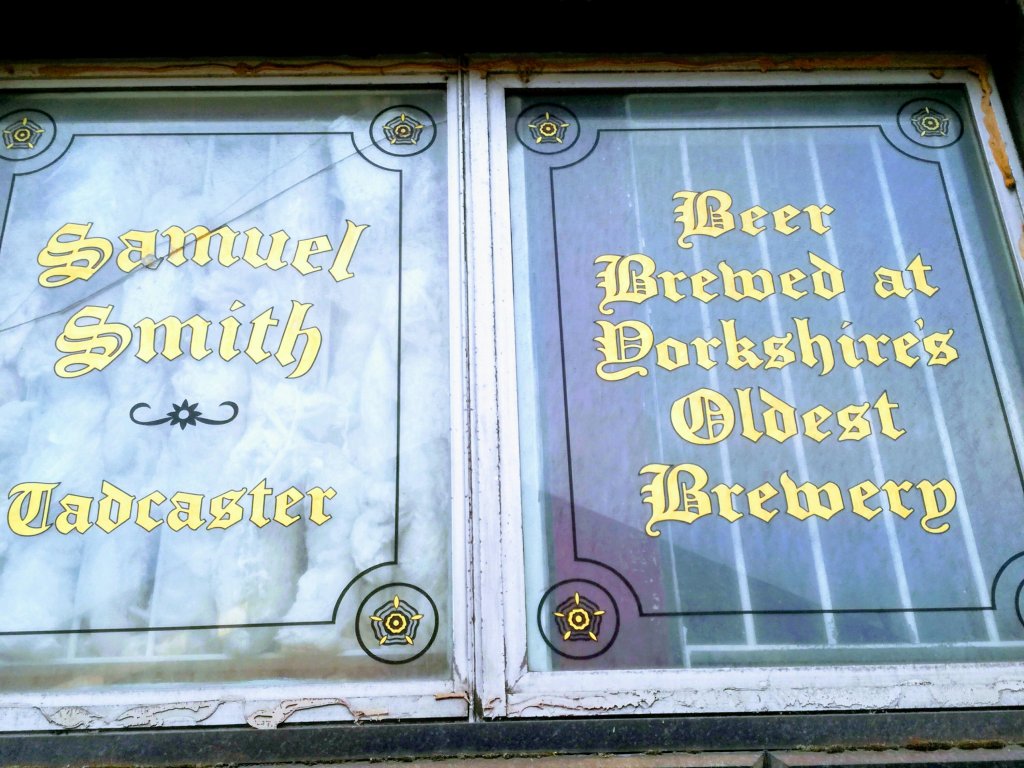 Samuel
Smith
Tadcaster
Beer
Brewed at
Yorkshire's
Oldest
Brewery